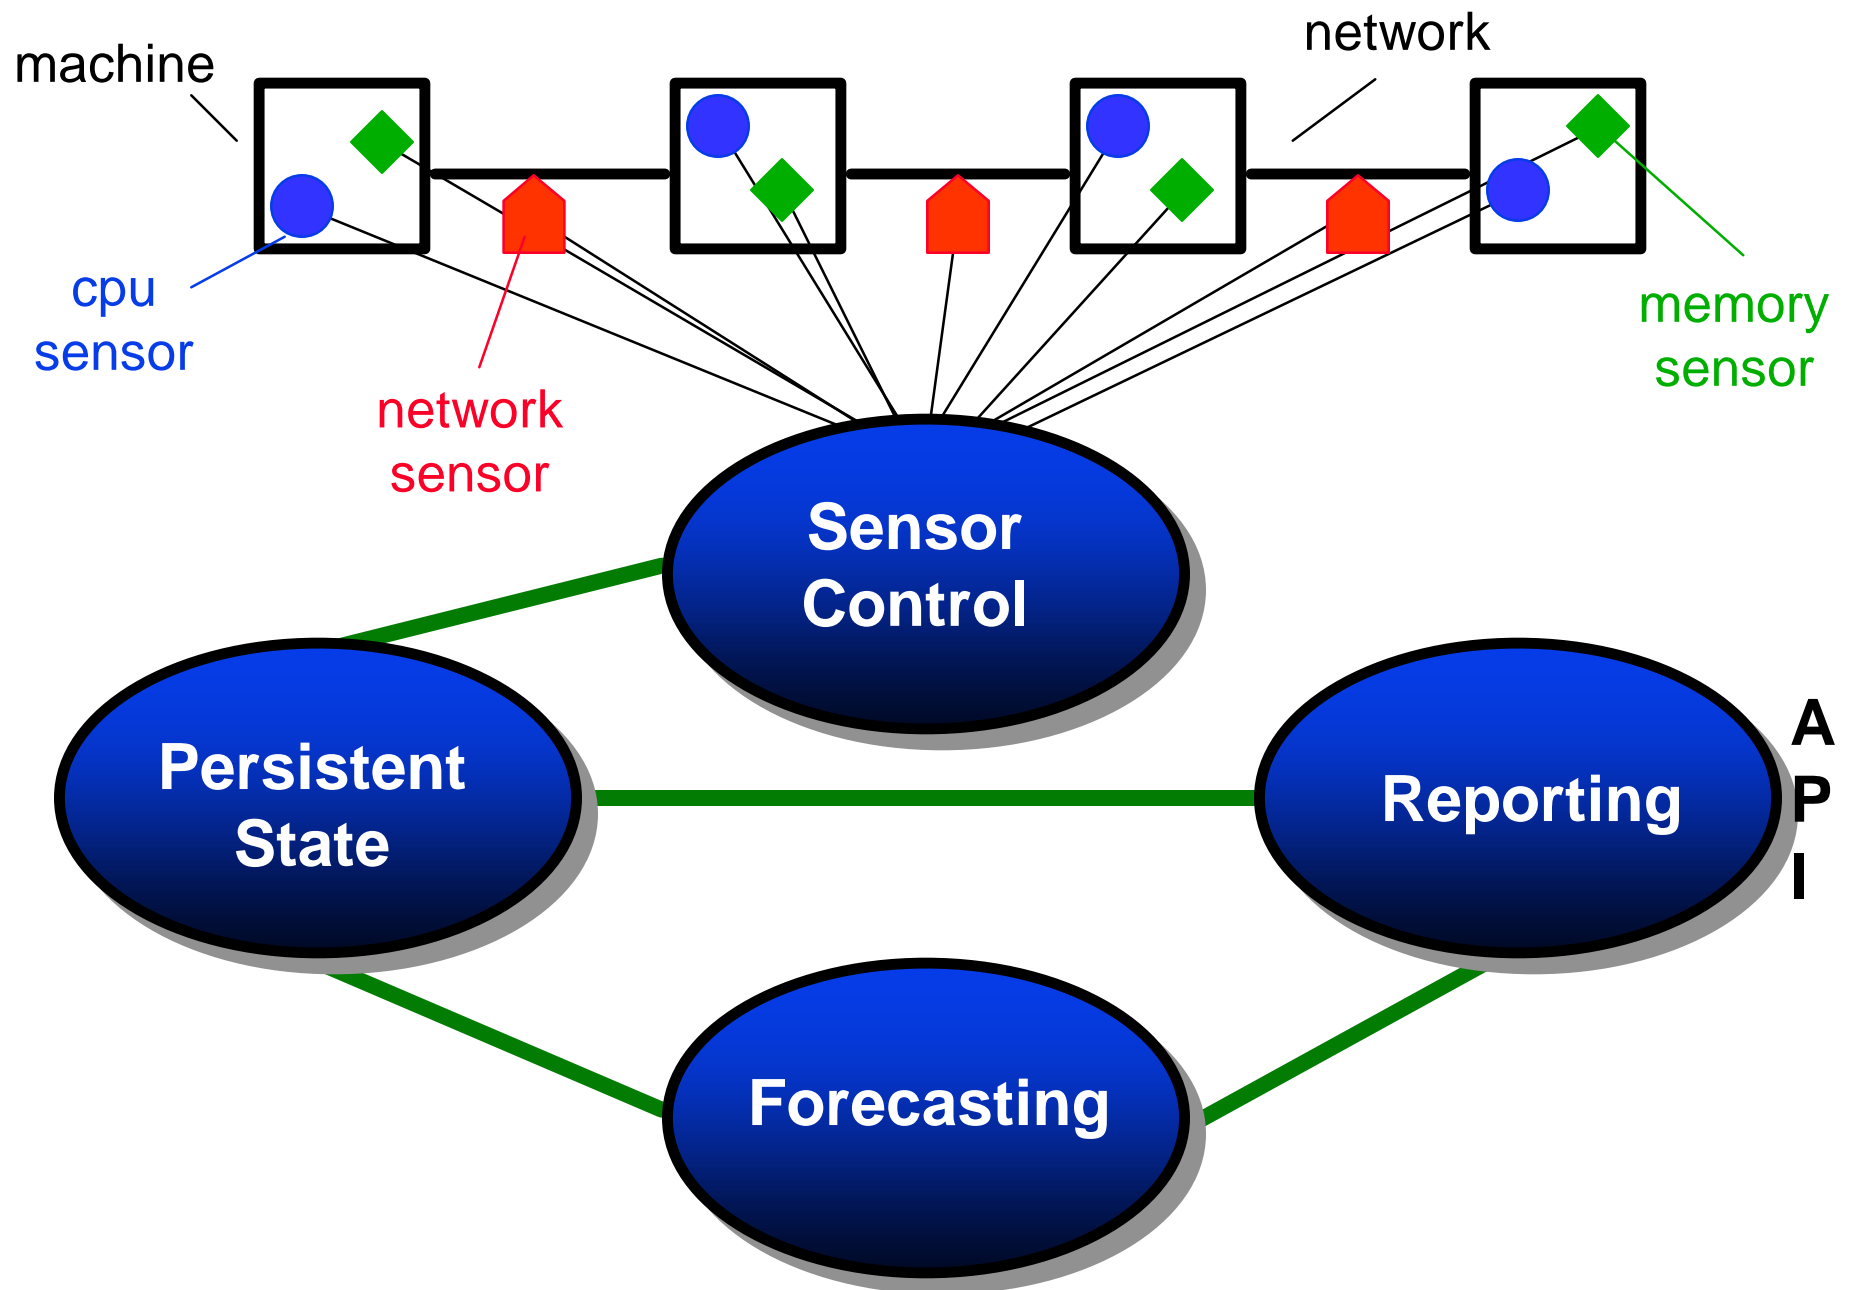 network
machine
cpu
sensor
memory
sensor
network
sensor
Sensor
Control
Persistent
State
Reporting
A
P
I
Forecasting